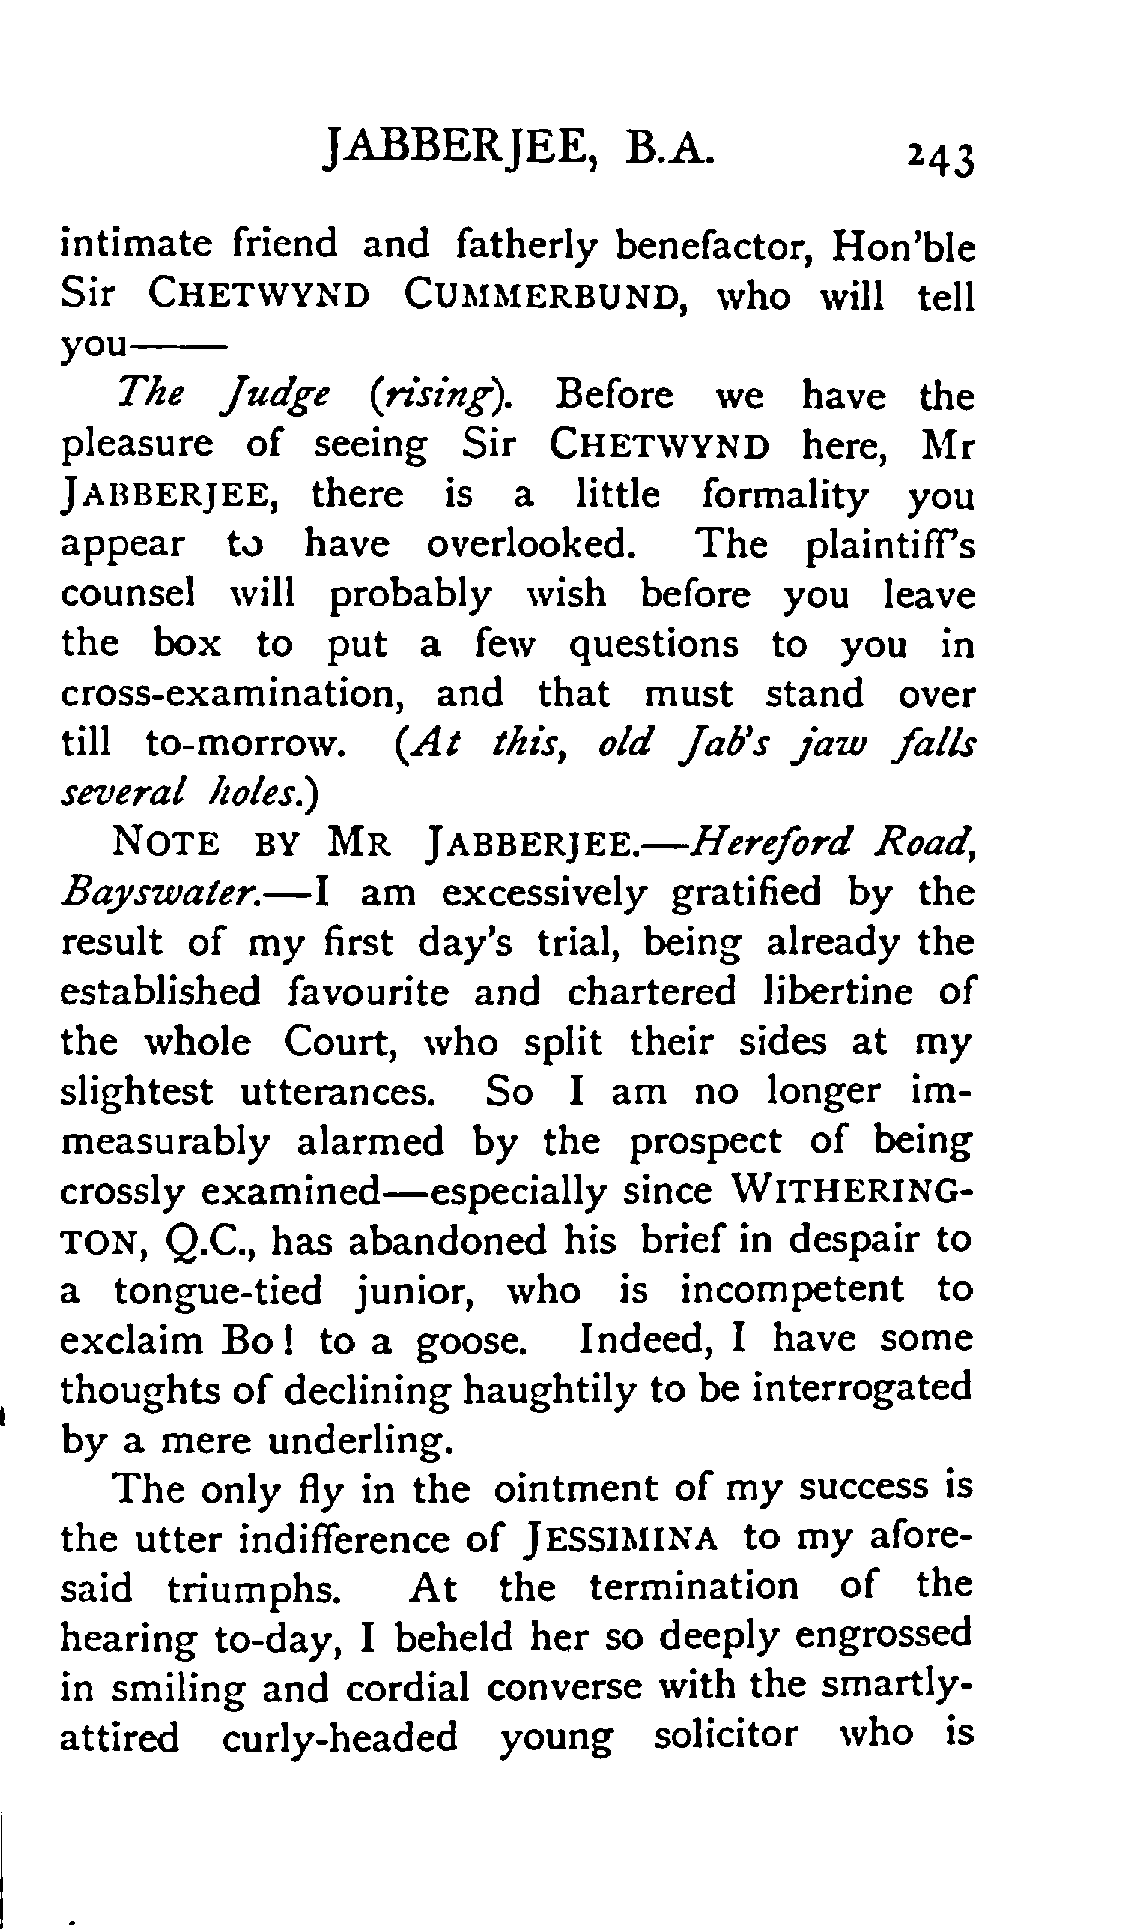 JABBERJEE, B.A. 243
intimate friend and fatherly benefactor, Hon'ble
Sir CHETWYND CUMMERBUND, who will tell
you——
The Judge (rising). Before we have the
pleasure of seeing Sir CHETWYND here, Mr
JABBERJEE, there is a little formality you
appear to have overlooked. The plaintiff's
counsel will probably wish before you leave
the box to put a few questions to you in
cross-examination, and that must stand over
till to-morrow. (At this, old Jab's jaw falls
several holes.)
NOTE BY MR JABBERJEE.—Hereford Road,
Bayswater.—I am excessively gratified by the
result of my first day's trial, being already the
established favourite and chartered libertine of
the whole Court, who split their sides at my
slightest utterances. So I am no longer im-
measurably alarmed by the prospect of being
crossly examined—especially since WITHERING-
TON, Q.C., has abandoned his brief in despair to
a tongue-tied junior, who is incompetent to
exclaim Bo! to a goose. Indeed, I have some
thoughts of declining haughtily to be interrogated
by a mere underling.
The only fly in the ointment of my success is
the utter indifference of JESSIMINA to my afore-
said triumphs. At the termination of the
hearing to-day, I beheld her so deeply engrossed
in smiling and cordial converse with the smartly-
attired curly-headed young solicitor who is